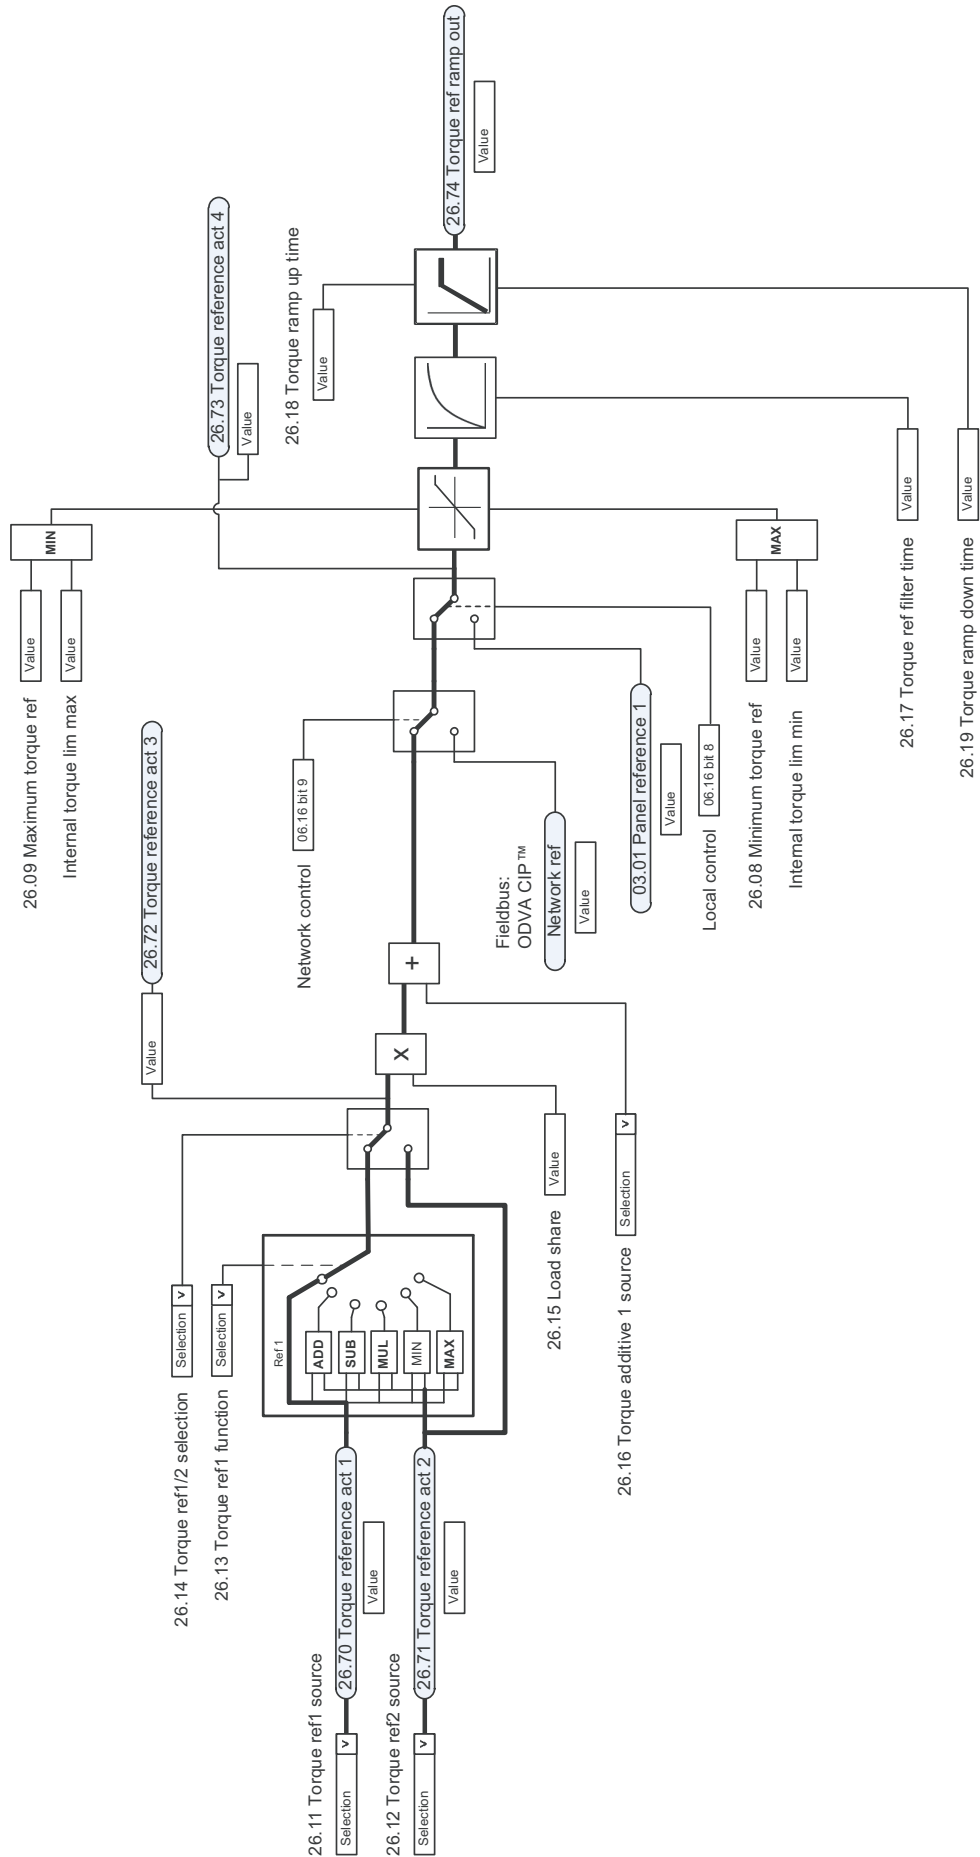 26.11 Torque ref1 source
Selection
v
26.70 Torque reference act 1
Value
26.12 Torque ref2 source
Selection
v
26.71 Torque reference act 2
Value
26.14 Torque ref1/2 selection
Selection
v
26.13 Torque ref1 function
Selection
v
Ref 1
ADD
SUB
MUL
MIN
MAX
26.72 Torque reference act 3
Value
X
26.15 Load share
Value
+
26.16 Torque additive 1 source
Selection
v
Network control
06.16 bit 9
Fieldbus:
ODVA CIP™
Network ref
Value
03.01 Panel reference 1
Value
Local control
06.16 bit 8
26.73 Torque reference act 4
Value
26.09 Maximum torque ref
Value
Internal torque lim max
Value
MIN
26.08 Minimum torque ref
Value
Internal torque lim min
Value
MAX
26.17 Torque ref filter time
Value
26.18 Torque ramp up time
Value
26.19 Torque ramp down time
Value
26.74 Torque ref ramp out
Value